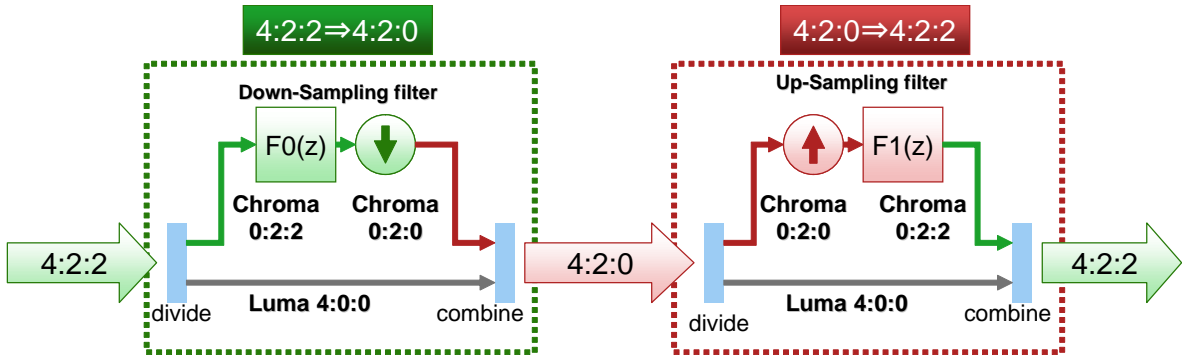 4:2:2⇒4:2:0
4:2:0⇒4:2:2
Down-Sampling filter
Up-Sampling filter
F0(z)
F1(z)
Chroma
0:2:2
Chroma
0:2:0
Chroma
0:2:0
Chroma
0:2:2
4:2:2
4:2:0
4:2:2
Luma 4:0:0
Luma 4:0:0
divide
combine
divide
combine